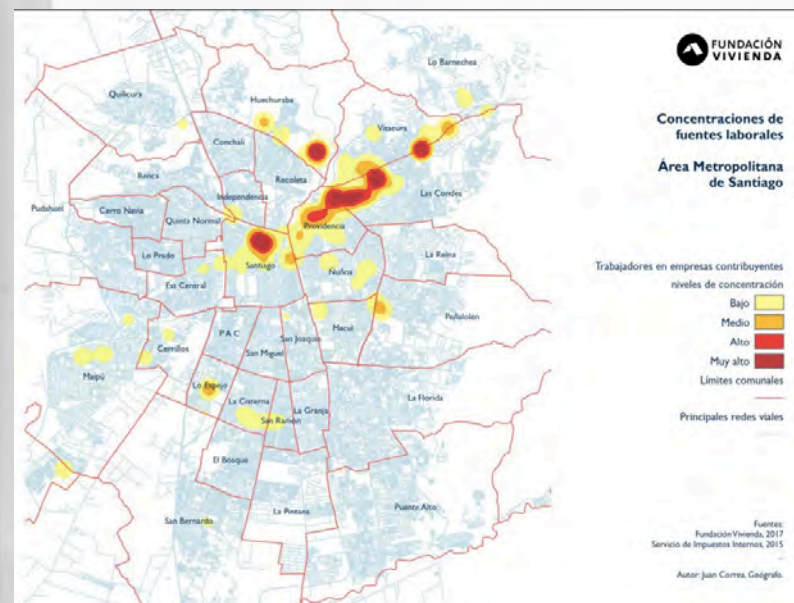 FUNDACIÓN
VIVIENDA
Concentraciones de
fuentes laborales
Área Metropolitana
de Santiago
Trabajadores en empresas contribuyentes
niveles de concentración
Bajo
Medio
Alto
Muy alto
Límites comunales
Principales redes viales
Fuentes:
Fundación Vivienda, 2017
Servicio de Impuestos Internos, 2015
Autor: Juan Correa, Geógrafo.
Lo Barnechea
Quilicura
Huechuraba
Vitacura
Conchalí
Renca
Recoleta
Independencia
Las Condes
Pudahuel
Cerro Navia
Quinta Normal
Providencia
Lo Prado
Santiago
La Reina
Ñuñoa
Est Central
Peñalolén
PAC
Macul
San Joaquín
Cerrillos
San Miguel
Maipú
Lo Espejo
La Cisterna
La Granja
La Florida
San Ramón
El Bosque
La Pintana
Puente Alto
San Bernardo